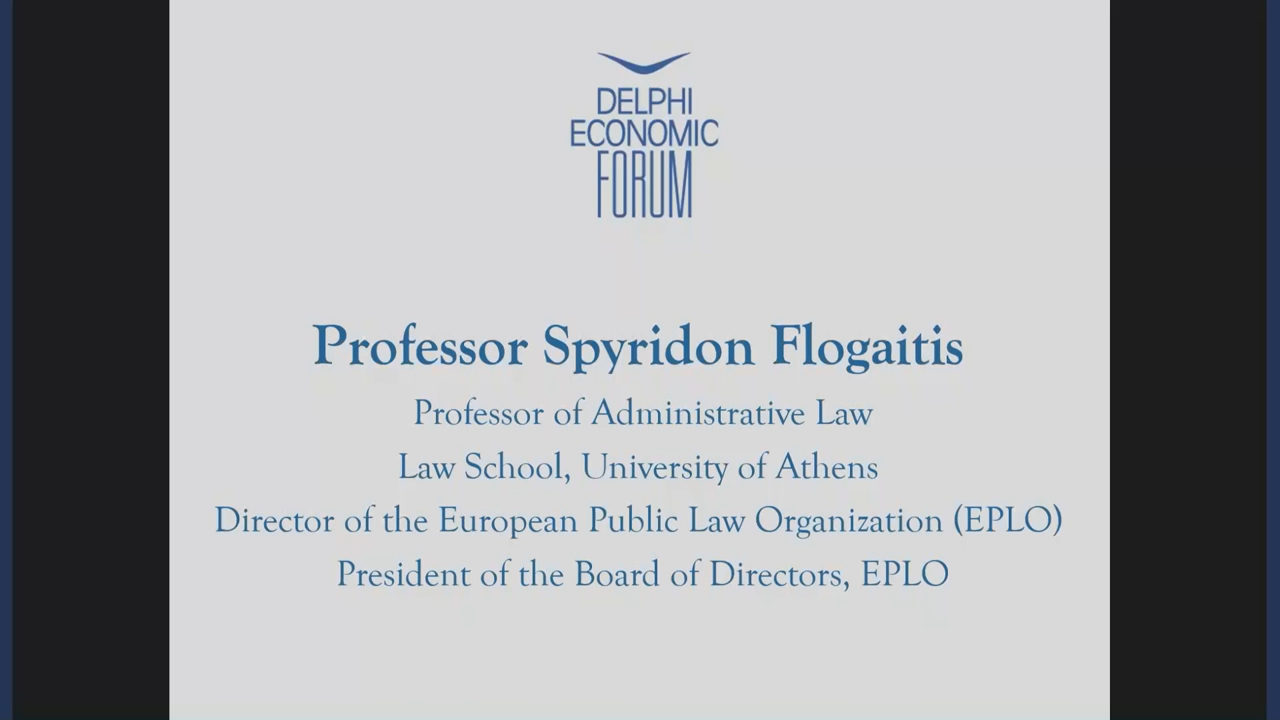 DELPHI
ECONOMIC
FORUM
Professor Spyridon Flogaitis
Professor of Administrative Law
Law School, University of Athens
Director of the European Public Law Organization (EPLO)
President of the Board of Directors, EPLO